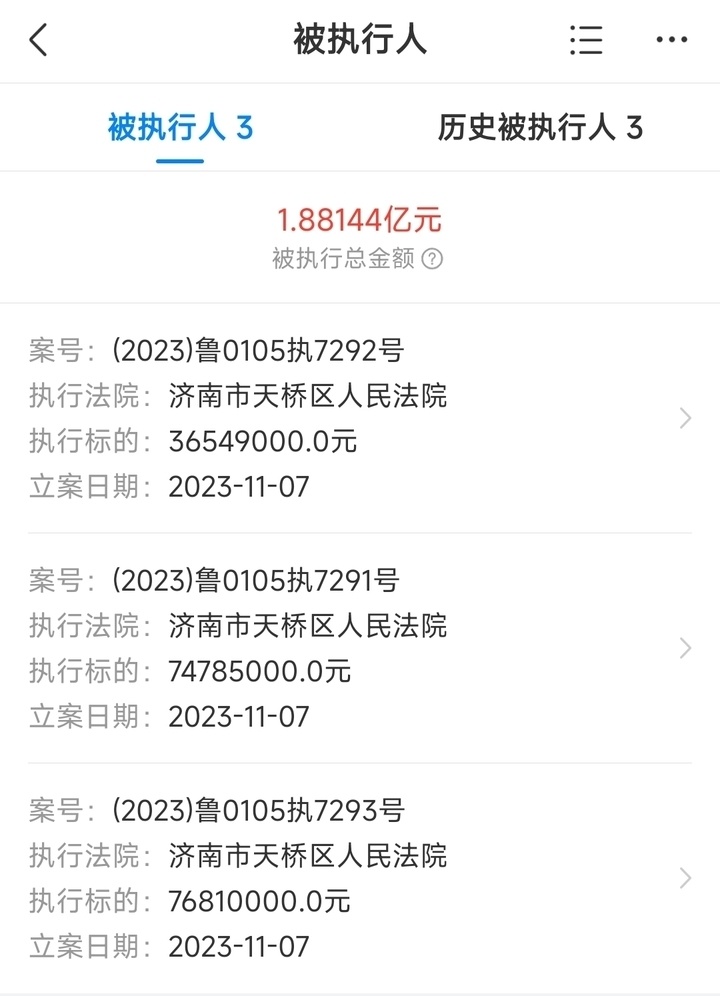 被执行人
被执行人 3
历史被执行人 3
1.88144亿元
被执行总金额 ?
案号：(2023)鲁0105执7292号
执行法院：济南市天桥区人民法院
执行标的：36549000.0元
立案日期：2023-11-07
案号：(2023)鲁0105执7291号
执行法院：济南市天桥区人民法院
执行标的：74785000.0元
立案日期：2023-11-07
案号：(2023)鲁0105执7293号
执行法院：济南市天桥区人民法院
执行标的：76810000.0元
立案日期：2023-11-07